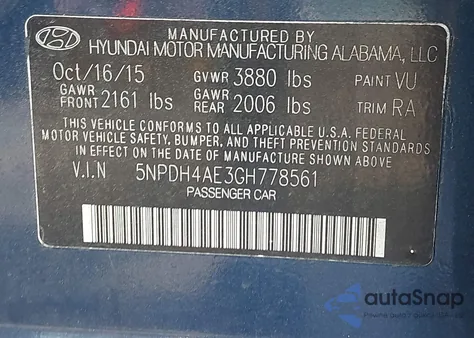 MANUFACTURED BY
HYUNDAI MOTOR MANUFACTURING ALABAMA, LLC
Oct/16/15 GVWR 3880 lbs PAINT VU
GAWR FRONT 2161 lbs GAWR REAR 2006 lbs TRIM RAY
THIS VEHICLE CONFORMS TO ALL APPLICABLE U.S.A. FEDERAL
MOTOR VEHICLE SAFETY, BUMPER, AND THEFT PREVENTION
STANDARDS IN EFFECT ON THE DATE OF MANUFACTURE SHOWN ABOVE.
V.I.N 5NPDH4AE3GH778561
PASSENGER CAR
autoSnap